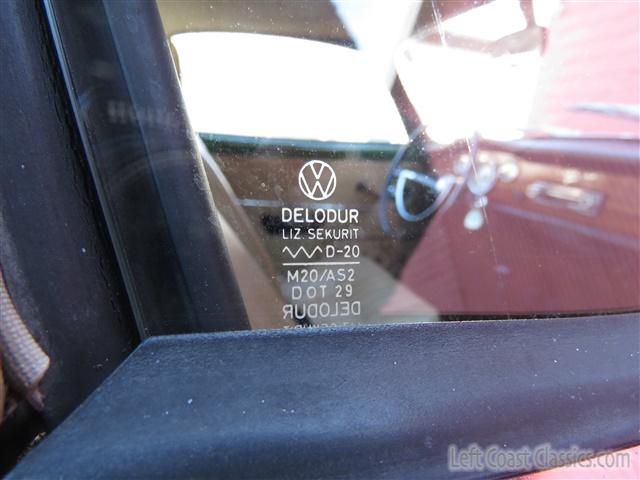 DELODUR
LIZ. SEKURIT
D-20
M20/AS2
DOT 29
DELODUR
Left Coast Classics.com